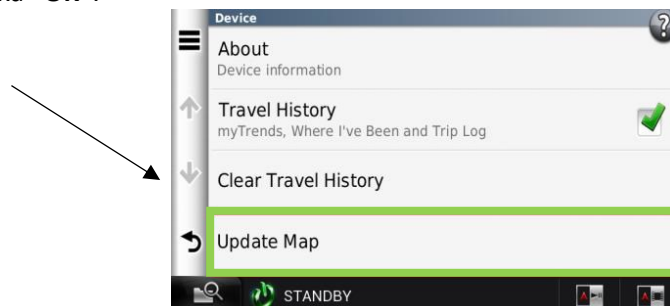 Device
?
About
Device information
Travel History
myTrends, Where I've Been and Trip Log
Clear Travel History
Update Map
STANDBY